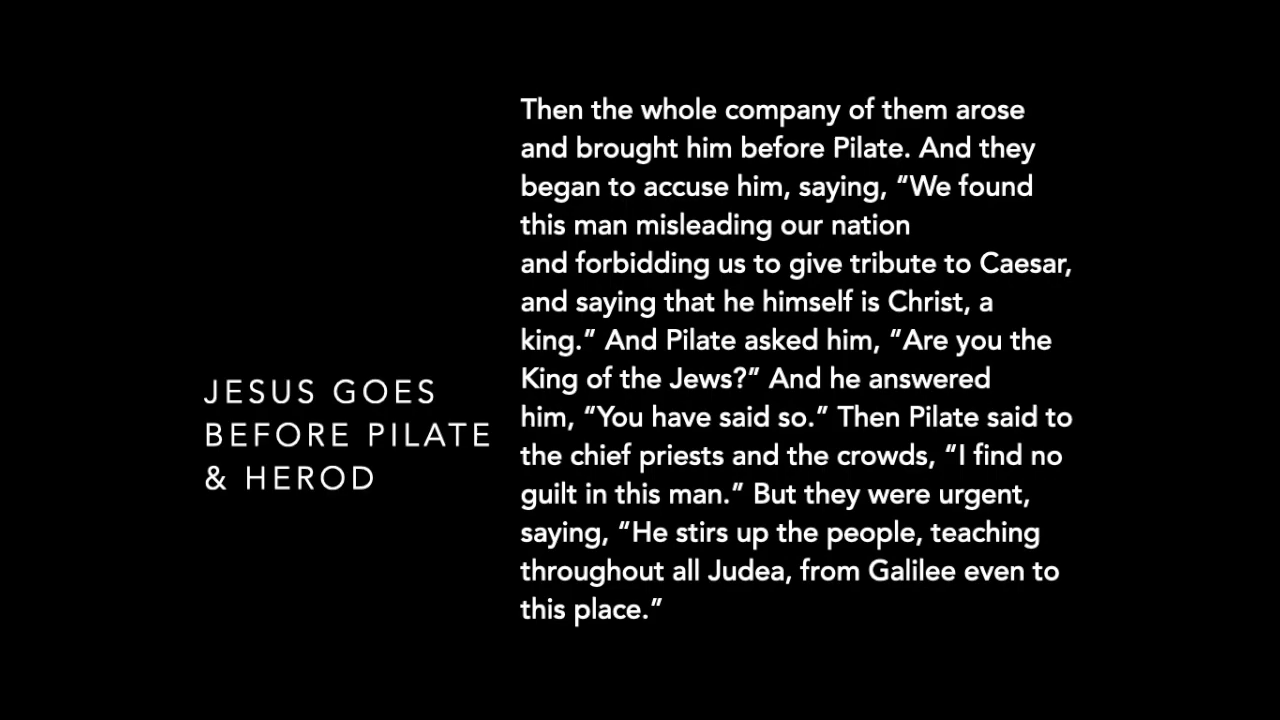 JESUS GOES
BEFORE PILATE
& HEROD
Then the whole company of them arose
and brought him before Pilate. And they
began to accuse him, saying, “We found
this man misleading our nation
and forbidding us to give tribute to Caesar,
and saying that he himself is Christ, a
king.” And Pilate asked him, “Are you the
King of the Jews?” And he answered
him, “You have said so.” Then Pilate said to
the chief priests and the crowds, “I find no
guilt in this man.” But they were urgent,
saying, “He stirs up the people, teaching
throughout all Judea, from Galilee even to
this place.”